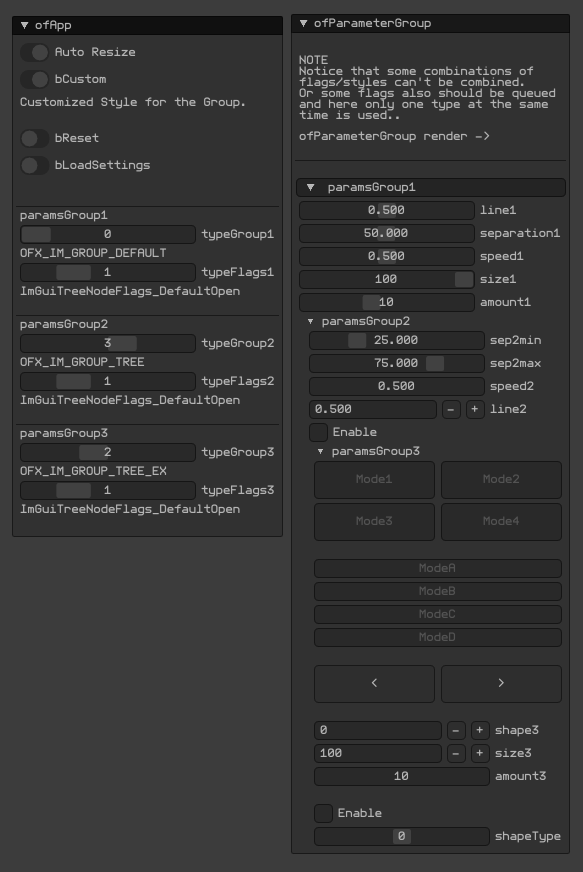 ofApp
Auto Resize
bCustom
Customized Style for the Group.
bReset
bLoadSettings
paramsGroup1
0 typeGroup1
OFX_IM_GROUP_DEFAULT
1 typeFlags1
ImGuiTreeNodeFlags_DefaultOpen
paramsGroup2
3 typeGroup2
OFX_IM_GROUP_TREE
1 typeFlags2
ImGuiTreeNodeFlags_DefaultOpen
paramsGroup3
2 typeGroup3
OFX_IM_GROUP_TREE_EX
1 typeFlags3
ImGuiTreeNodeFlags_DefaultOpen
ofParameterGroup
NOTE
Notice that some combinations of
flags/styles can't be combined.
Or some flags also should be queued
and here only one type at the same
time is used..
ofParameterGroup render ->
paramsGroup1
0.500 line1
50.000 separation1
0.500 speed1
100 size1
10 amount1
paramsGroup2
25.000 sep2min
75.000 sep2max
0.500 speed2
0.500 - + line2
Enable
paramsGroup3
Mode1 Mode2
Mode3 Mode4
ModeA
ModeB
ModeC
ModeD
< >
0 - + shape3
100 - + size3
10 amount3
Enable
0 shapeType